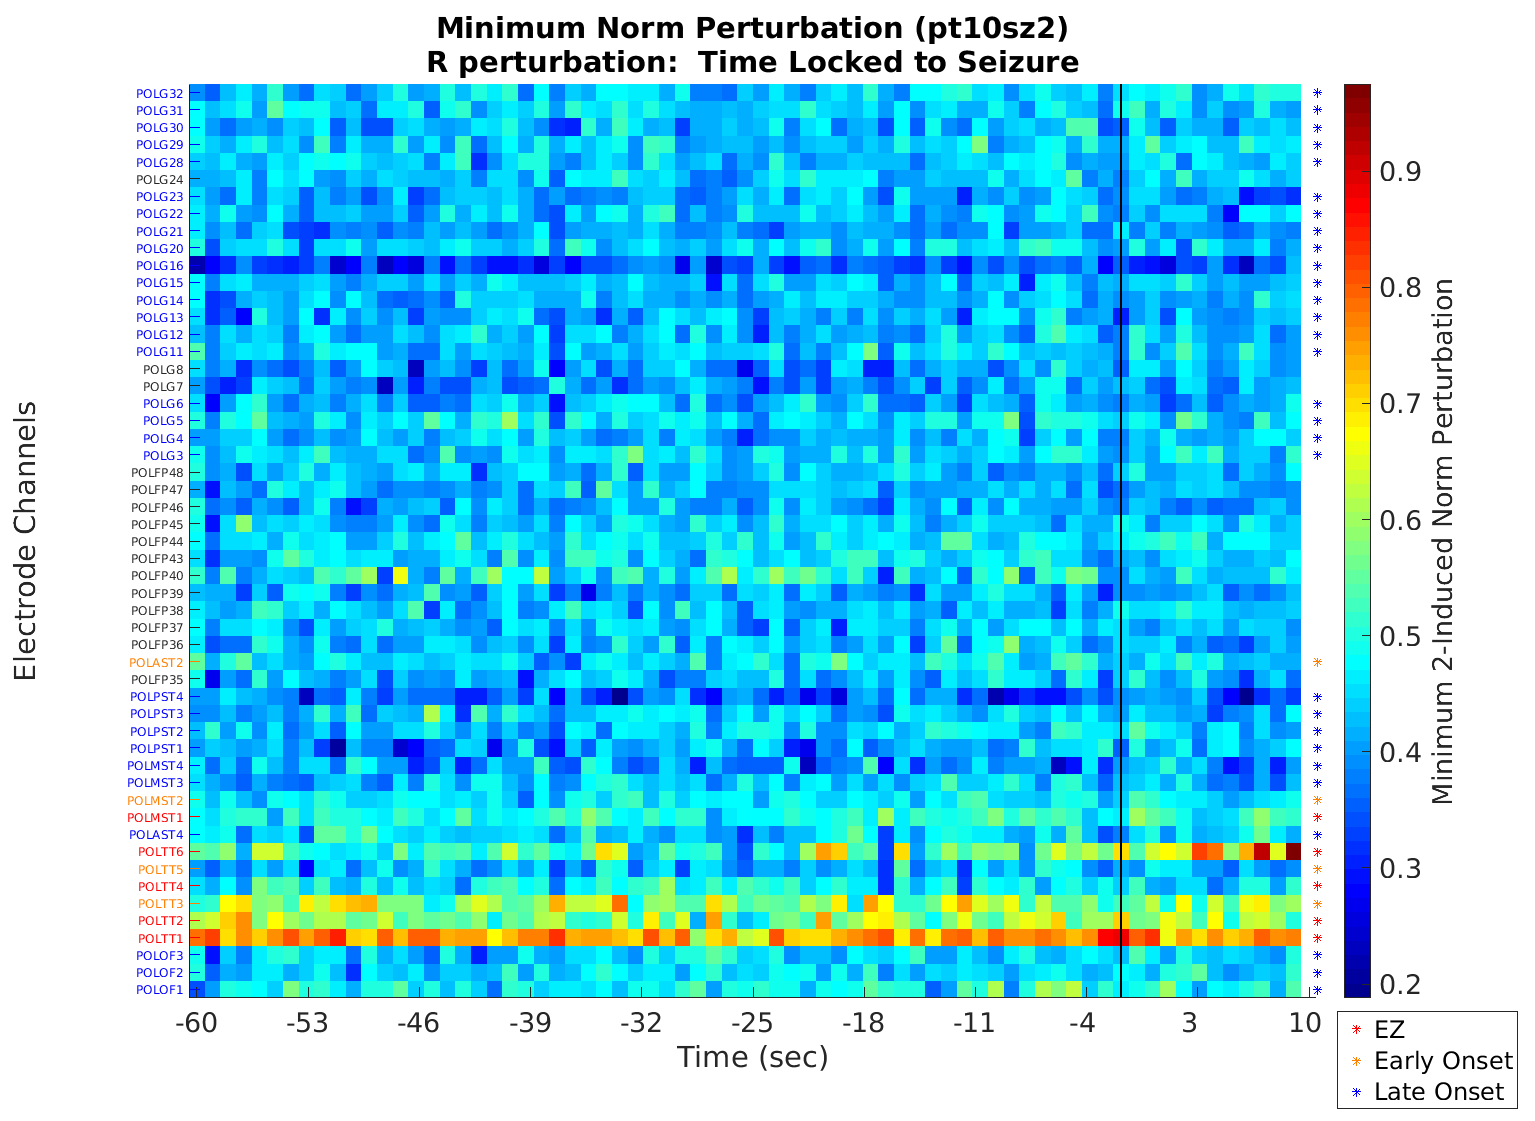 Minimum Norm Perturbation (pt10sz2)
R perturbation:  Time Locked to Seizure
Electrode Channels
POLG32
POLG31
POLG30
POLG29
POLG28
POLG24
POLG23
POLG22
POLG21
POLG20
POLG16
POLG15
POLG14
POLG13
POLG12
POLG11
POLG8
POLG7
POLG6
POLG5
POLG4
POLG3
POLFP48
POLFP47
POLFP46
POLFP45
POLFP44
POLFP43
POLFP40
POLFP39
POLFP38
POLFP37
POLFP36
POLAST2
POLFP35
POLPST4
POLPST3
POLPST2
POLPST1
POLMST4
POLMST3
POLMST2
POLMST1
POLAST4
POLTT6
POLTT5
POLTT4
POLTT3
POLTT2
POLTT1
POLOF3
POLOF2
POLOF1
-60 -53 -46 -39 -32 -25 -18 -11 -4 3 10
Time (sec)
0.9
0.8
0.7
0.6
0.5
0.4
0.3
0.2
Minimum 2-Induced Norm Perturbation
EZ
Early Onset
Late Onset